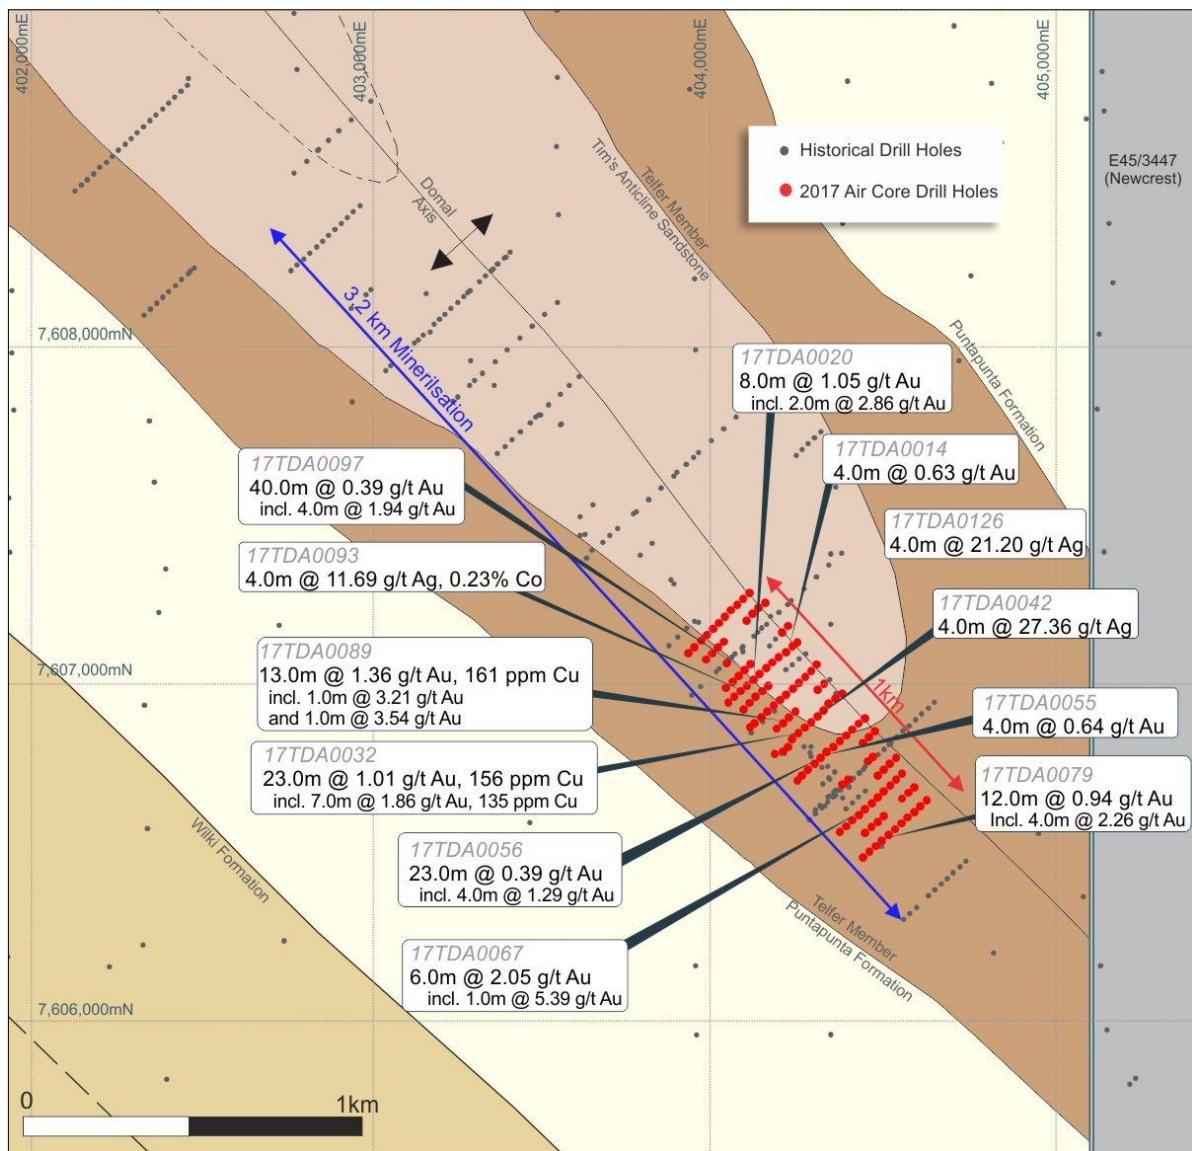 402,000mE
403,000mE
404,000mE
405,000mE
Historical Drill Holes
2017 Air Core Drill Holes
E45/3447
(Newcrest)
Domal
Axis
Telfer Member
Tim's Anticline Sandstone
Puntapunta Formation
3.2 km Minerilsation
7,608,000mN
17TDA0020
8.0m @ 1.05 g/t Au
incl. 2.0m @ 2.86 g/t Au
17TDA0014
4.0m @ 0.63 g/t Au
17TDA0097
40.0m @ 0.39 g/t Au
incl. 4.0m @ 1.94 g/t Au
17TDA0126
4.0m @ 21.20 g/t Ag
17TDA0093
4.0m @ 11.69 g/t Ag, 0.23% Co
17TDA0042
4.0m @ 27.36 g/t Ag
17TDA0089
13.0m @ 1.36 g/t Au, 161 ppm Cu
incl. 1.0m @ 3.21 g/t Au
and 1.0m @ 3.54 g/t Au
7,607,000mN
1km
17TDA0055
4.0m @ 0.64 g/t Au
17TDA0032
23.0m @ 1.01 g/t Au, 156 ppm Cu
incl. 7.0m @ 1.86 g/t Au, 135 ppm Cu
17TDA0079
12.0m @ 0.94 g/t Au
Incl. 4.0m @ 2.26 g/t Au
Wilki Formation
17TDA0056
23.0m @ 0.39 g/t Au
incl. 4.0m @ 1.29 g/t Au
Telfer Member
Puntapunta Formation
17TDA0067
6.0m @ 2.05 g/t Au
incl. 1.0m @ 5.39 g/t Au
7,606,000mN
0
1km